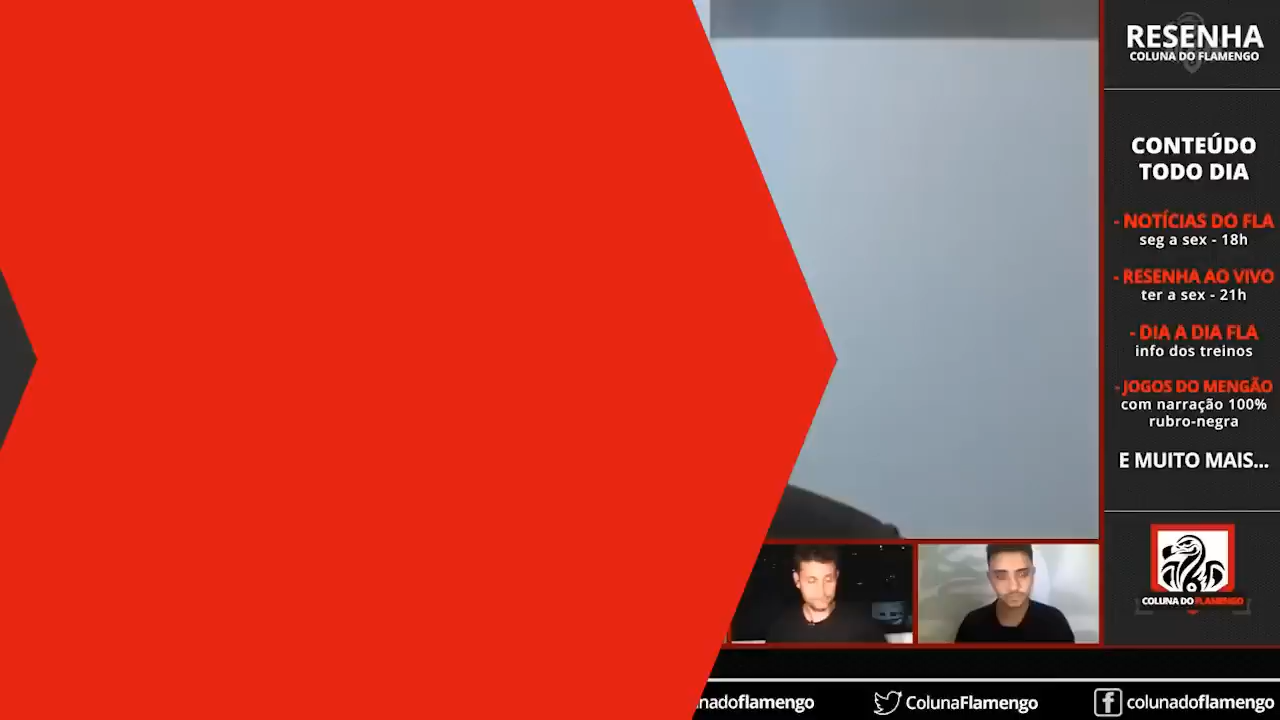 RESENHA
COLUNA DO FLAMENGO
CONTEÚDO
TODO DIA
- NOTÍCIAS DO FLA
seg a sex - 18h
- RESENHA AO VIVO
ter a sex - 21h
- DIA A DIA FLA
info dos treinos
- JOGOS DO MENGÃO
com narração 100%
rubro-negra
E MUITO MAIS...
COLUNA DO FLAMENGO
nadoflamengo
ColunaFlamengo
colunadoflamengo